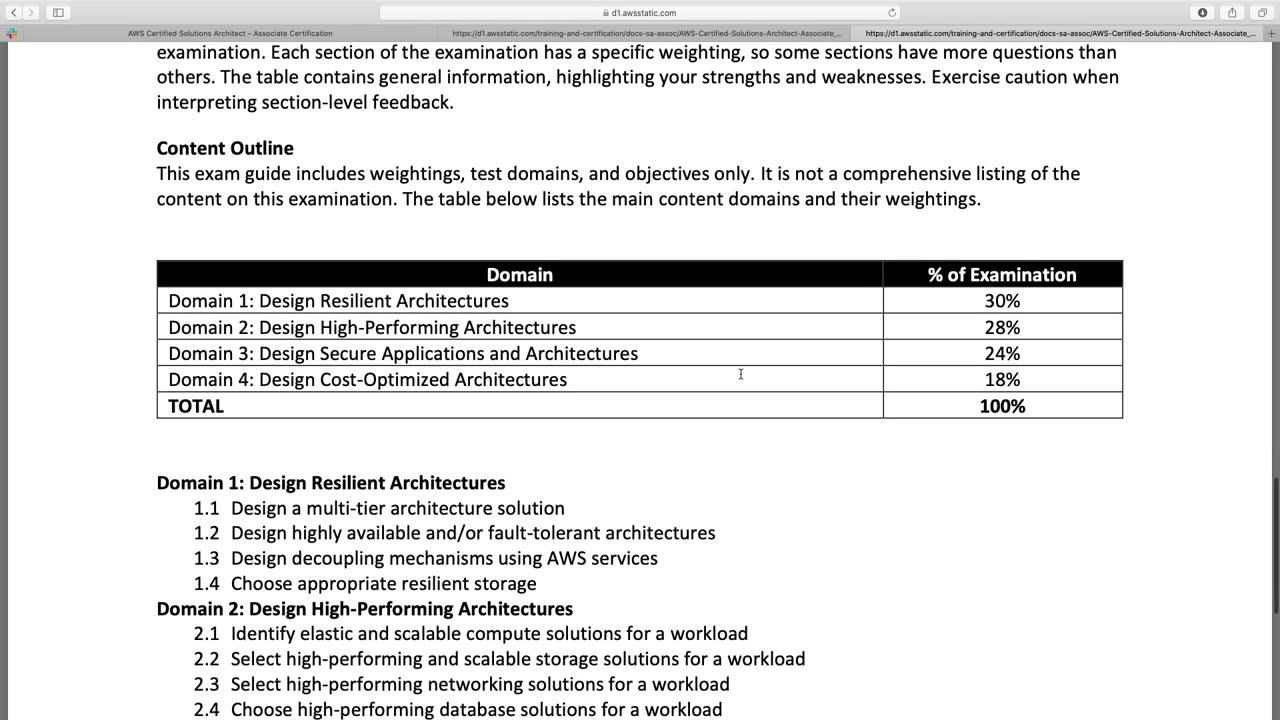 d1.awsstatic.com
AWS Certified Solutions Architect – Associate Certification
https://d1.awsstatic.com/training-and-certification/docs-sa-assoc/AWS-Certified-Solutions-Architect-Associate_...
https://d1.awsstatic.com/training-and-certification/docs-sa-assoc/AWS-Certified-Solutions-Architect-Associate_...
examination. Each section of the examination has a specific weighting, so some sections have more questions than
others. The table contains general information, highlighting your strengths and weaknesses. Exercise caution when
interpreting section-level feedback.
Content Outline
This exam guide includes weightings, test domains, and objectives only. It is not a comprehensive listing of the
content on this examination. The table below lists the main content domains and their weightings.
Domain % of Examination
Domain 1: Design Resilient Architectures 30%
Domain 2: Design High-Performing Architectures 28%
Domain 3: Design Secure Applications and Architectures 24%
Domain 4: Design Cost-Optimized Architectures 18%
TOTAL 100%
Domain 1: Design Resilient Architectures
1.1 Design a multi-tier architecture solution
1.2 Design highly available and/or fault-tolerant architectures
1.3 Design decoupling mechanisms using AWS services
1.4 Choose appropriate resilient storage
Domain 2: Design High-Performing Architectures
2.1 Identify elastic and scalable compute solutions for a workload
2.2 Select high-performing and scalable storage solutions for a workload
2.3 Select high-performing networking solutions for a workload
2.4 Choose high-performing database solutions for a workload